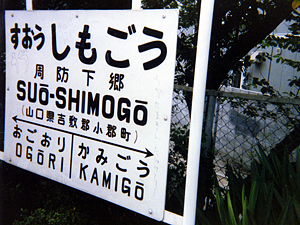 すおうしもごう
周防下郷
SUŌ-SHIMOGŌ
(山口県吉敷郡小郡町)
おごおり かみごう
OGŌRI KAMIGŌ